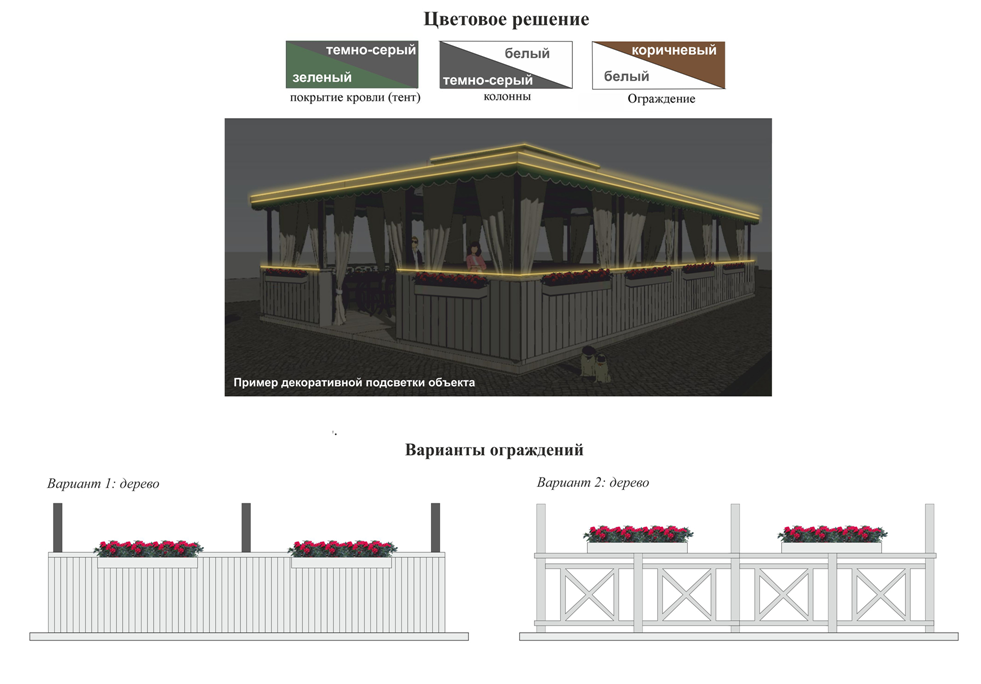 Цветовое решение
темно-серый
зеленый
покрытие кровли (тент)
белый
темно-серый
колонны
коричневый
белый
Ограждение
Пример декоративной подсветки объекта
Варианты ограждений
Вариант 1: дерево
Вариант 2: дерево